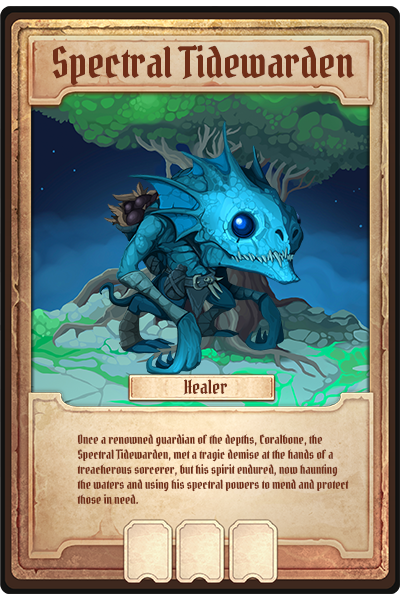 Spectral Tidewarden
Healer
Once a renowned guardian of the depths, Coralbone, the
Spectral Tidewarden, met a tragic demise at the hands of a
treacherous sorcerer, but his spirit endured, now haunting
the waters and using his spectral powers to mend and protect
those in need.